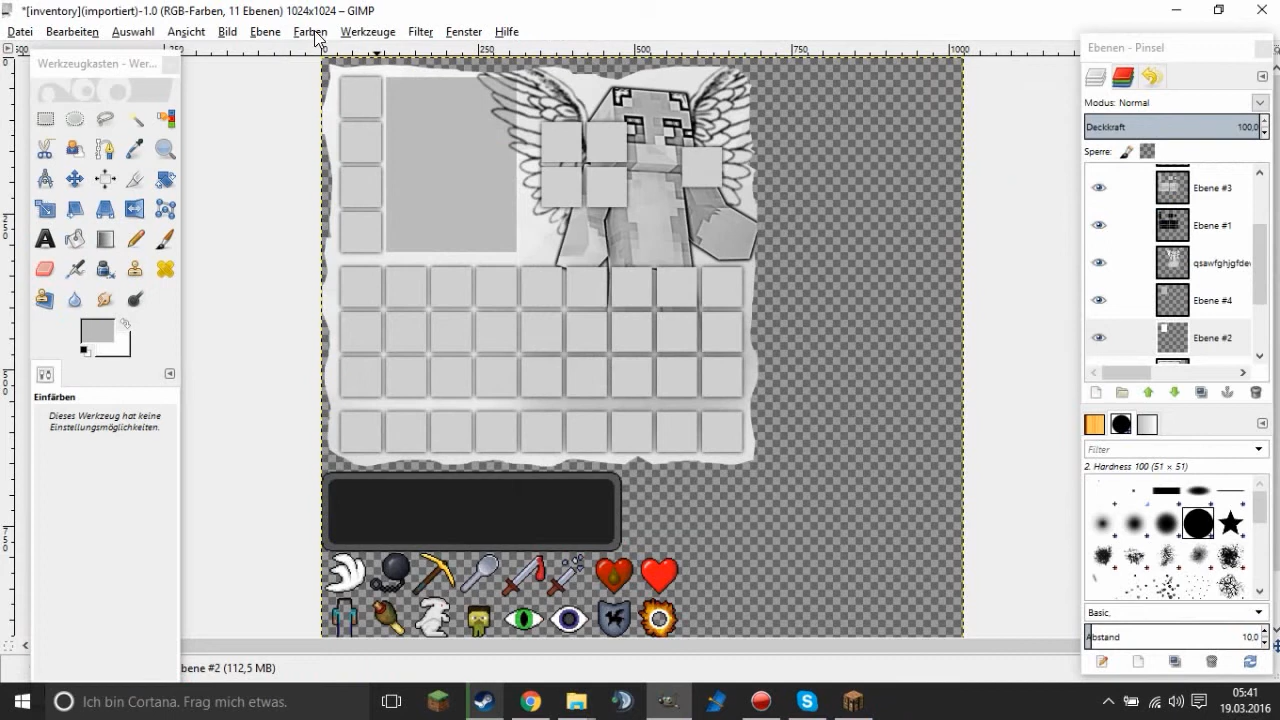 *[inventory](importiert)-1.0 (RGB-Farben, 11 Ebenen) 1024x1024 – GIMP
Datei Bearbeiten Auswahl Ansicht Bild Ebene Farben Werkzeuge Filter Fenster Hilfe
Werkzeugkasten - Wer...
0 250 500 750 1000
Ebenen - Pinsel
Modus: Normal
Deckkraft 100,0
Sperre:
Ebene #3
Ebene #1
qsawfghjgfdev
Ebene #4
Ebene #2
Einfärben
Dieses Werkzeug hat keine
Einstellungsmöglichkeiten.
Filter
2. Hardness 100 (51 × 51)
Basic,
Abstand 10,0
bene #2 (112,5 MB)
Ich bin Cortana. Frag mich etwas.
05:41
19.03.2016